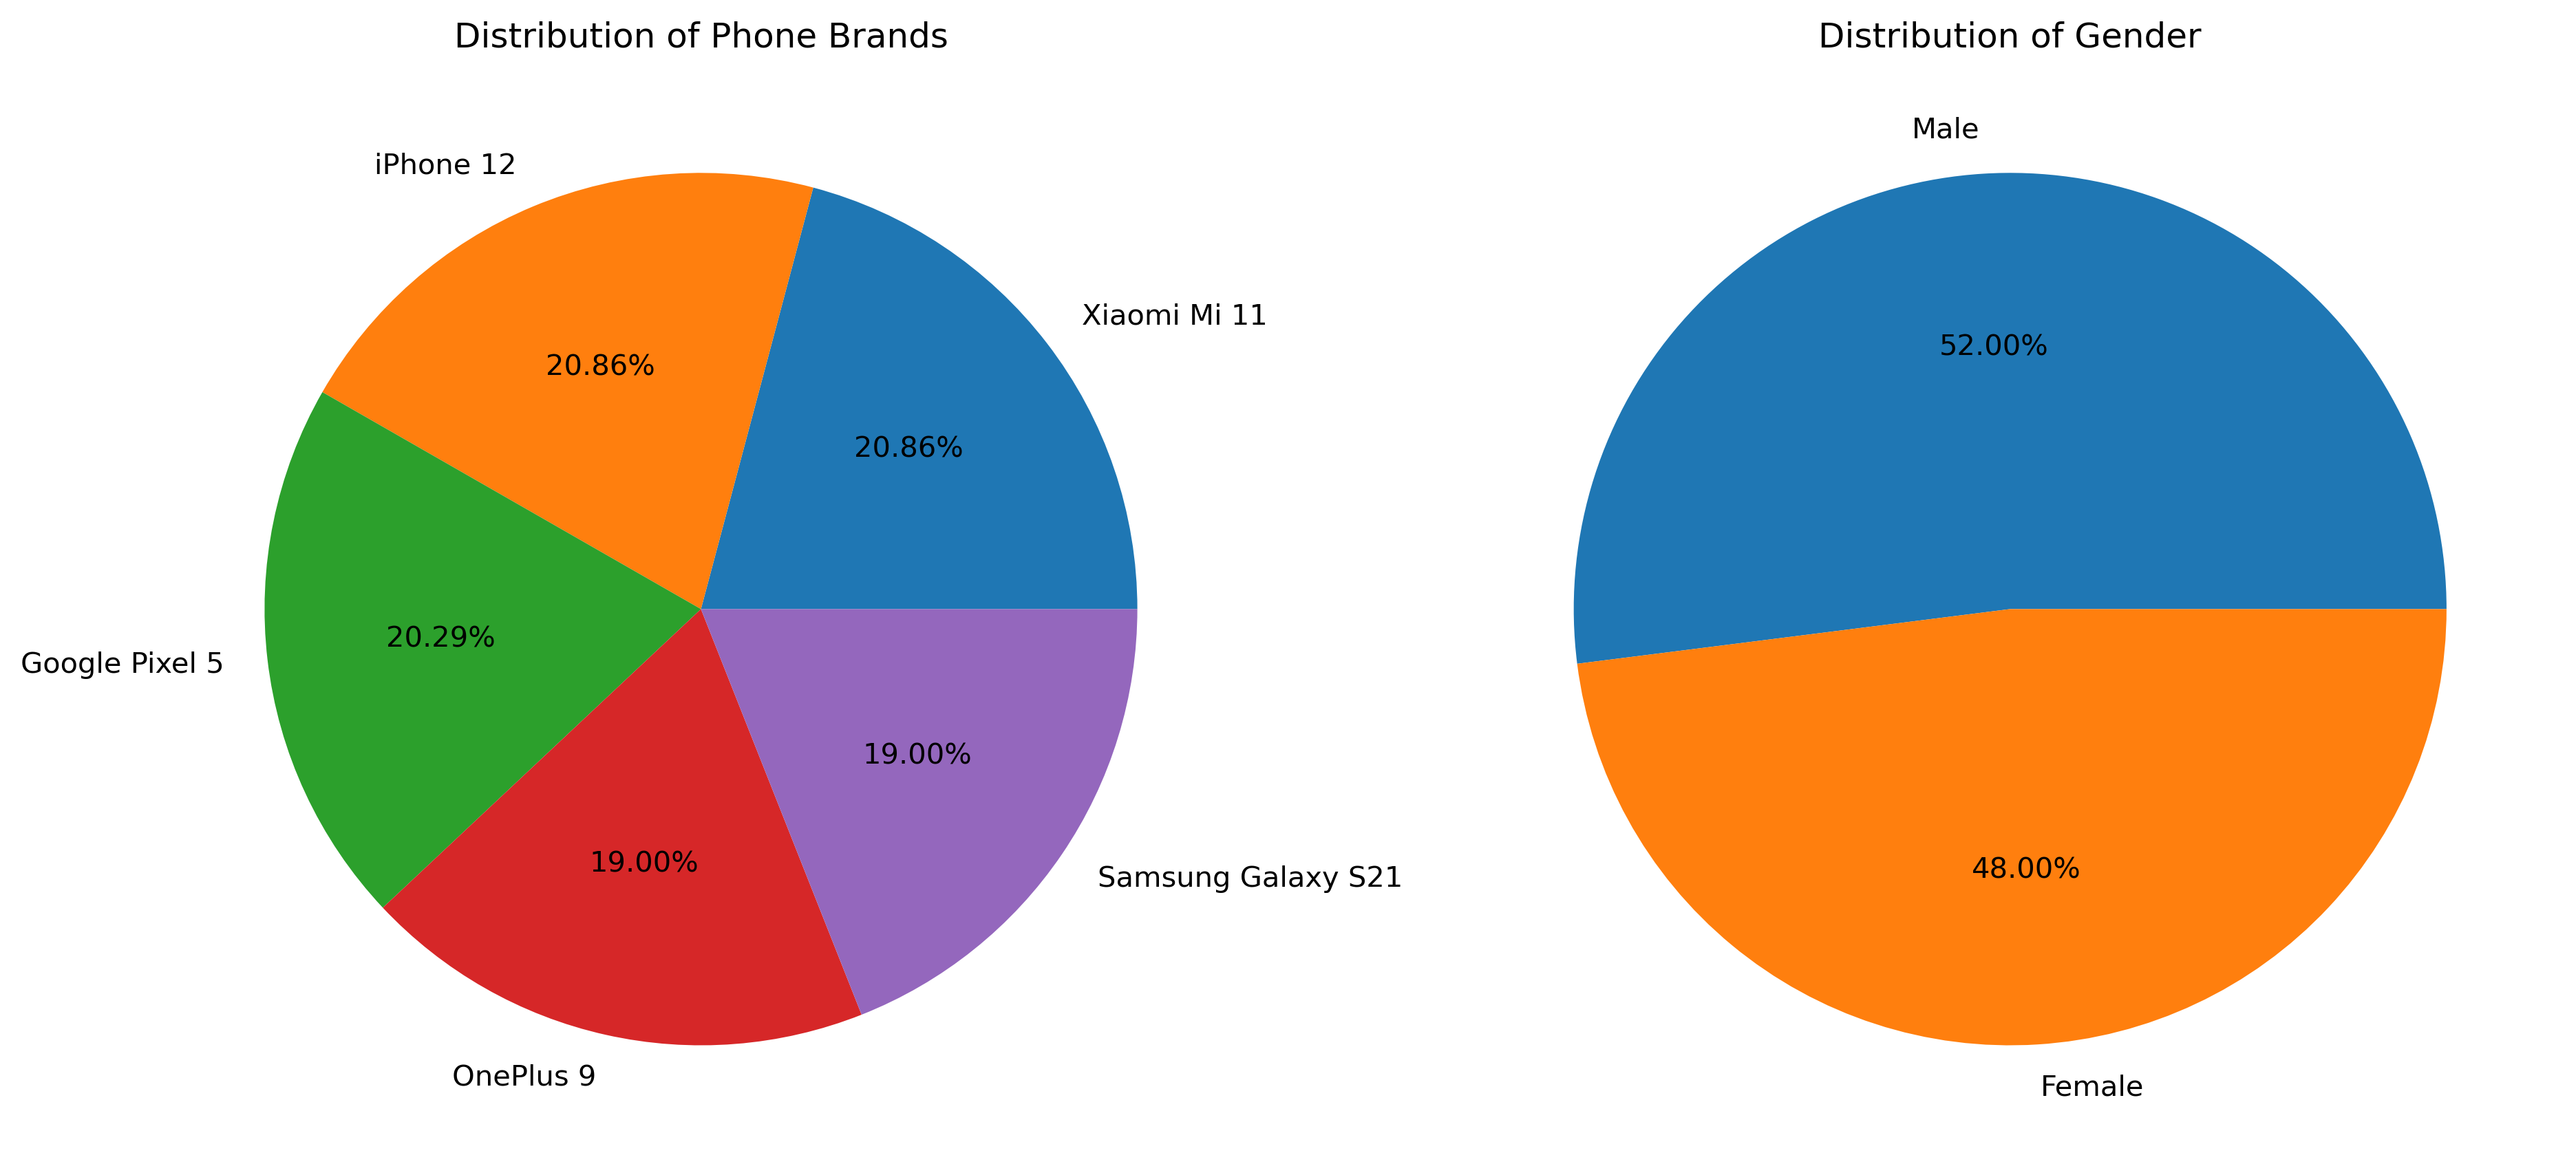 Distribution of Phone Brands
iPhone 12
Xiaomi Mi 11
20.86%
20.86%
Google Pixel 5
20.29%
19.00%
19.00%
Samsung Galaxy S21
OnePlus 9
Distribution of Gender
Male
52.00%
48.00%
Female